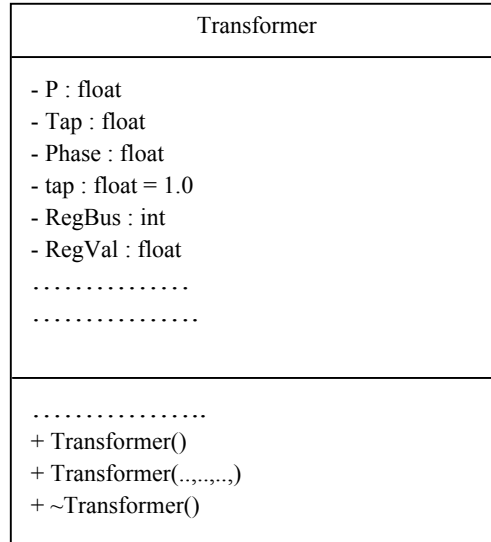 Transformer
- P : float
- Tap : float
- Phase : float
- tap : float = 1.0
- RegBus : int
- RegVal : float
……………
…………….
……………..
+ Transformer()
+ Transformer(..,..,..,)
+ ~Transformer()